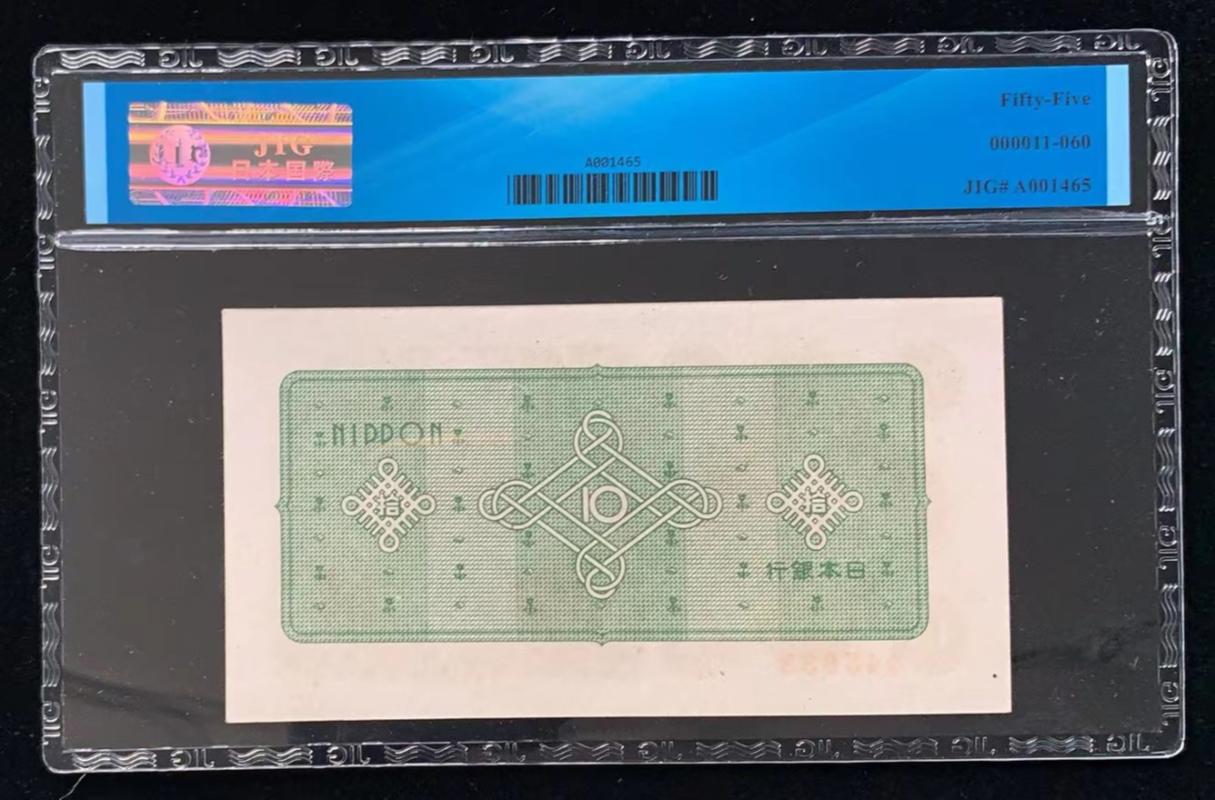 JIG
日本国際
A001465
Fifty-Five
000011-060
JIG# A001465
NIPPON
拾
10
拾
行銀本日